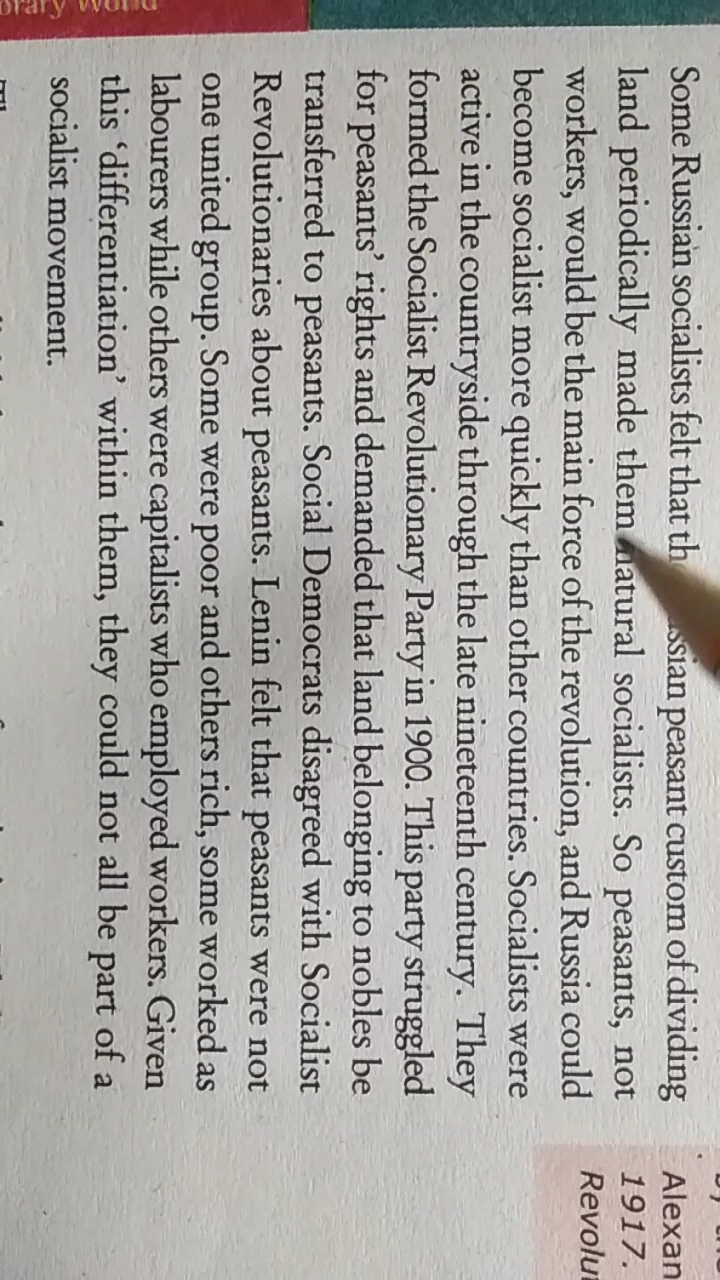 World
Some Russian socialists felt that peasant custom of dividing
land periodically made them natural socialists. So peasants, not
workers, would be the main force of the revolution, and Russia could
become socialist more quickly than other countries. Socialists were
active in the countryside through the late nineteenth century. They
formed the Socialist Revolutionary Party in 1900. This party struggled
for peasants’ rights and demanded that land belonging to nobles be
transferred to peasants. Social Democrats disagreed with Socialist
Revolutionaries about peasants. Lenin felt that peasants were not
one united group. Some were poor and others rich, some worked as
labourers while others were capitalists who employed workers. Given
this ‘differentiation’ within them, they could not all be part of a
socialist movement.
Alexan
1917.
Revolu